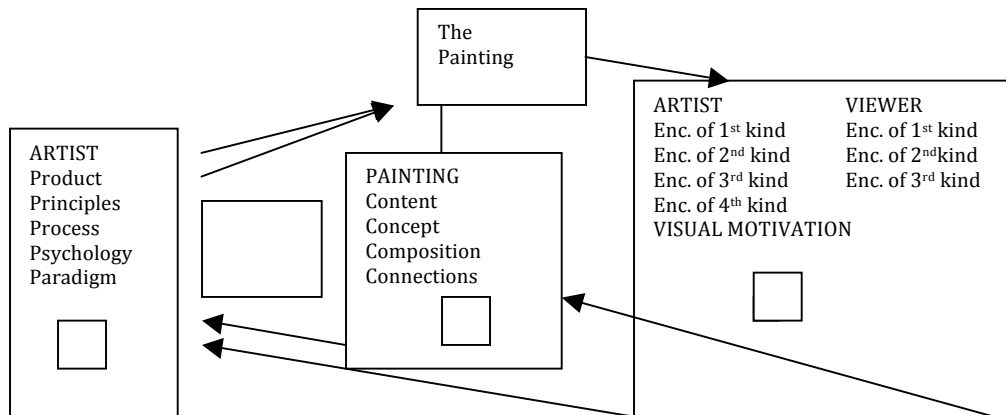 The
Painting
ARTIST
Product
Principles
Process
Psychology
Paradigm
PAINTING
Content
Concept
Composition
Connections
ARTIST VIEWER
Enc. of 1st kind Enc. of 1st kind
Enc. of 2nd kind Enc. of 2ndkind
Enc. of 3rd kind Enc. of 3rd kind
Enc. of 4th kind
VISUAL MOTIVATION